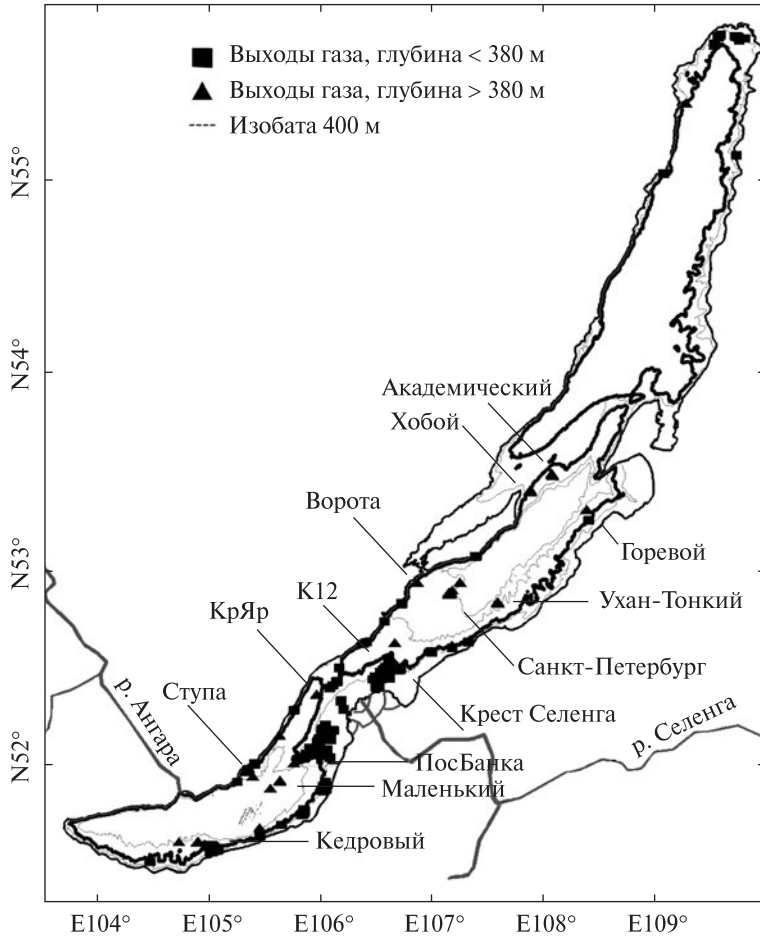 Выходы газа, глубина < 380 м
Выходы газа, глубина > 380 м
Изобата 400 м
N55°
N54°
N53°
N52°
Академический
Хобой
Ворота
К12
КрЯр
Ступа
р. Ангара
Горевой
Ухан-Тонкий
Санкт-Петербург
Крест Селенга
р. Селенга
ПосБанка
Маленький
Кедровый
E104° E105° E106° E107° E108° E109°